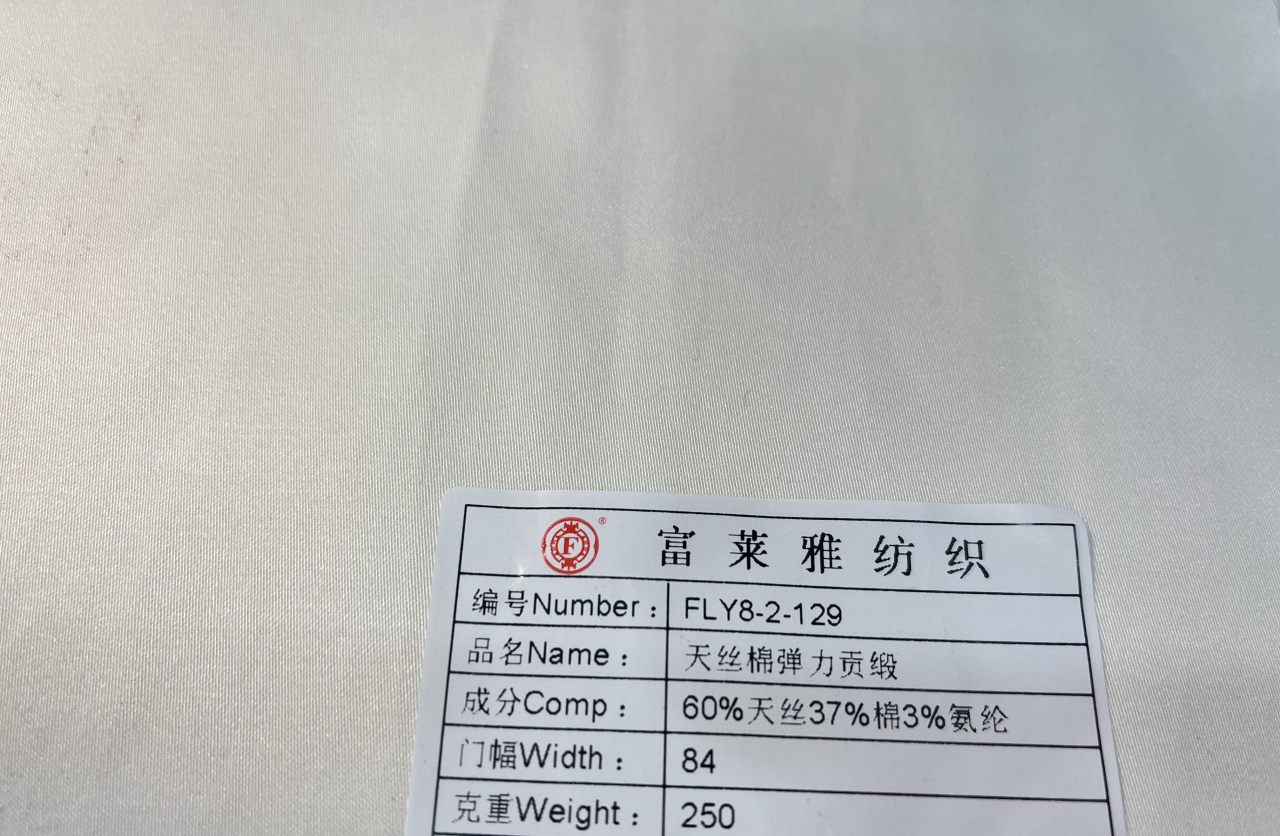 F ®
富莱雅纺织
编号Number： FLY8-2-129
品名Name： 天丝棉弹力贡缎
成分Comp： 60%天丝37%棉3%氨纶
门幅Width： 84
克重Weight： 250